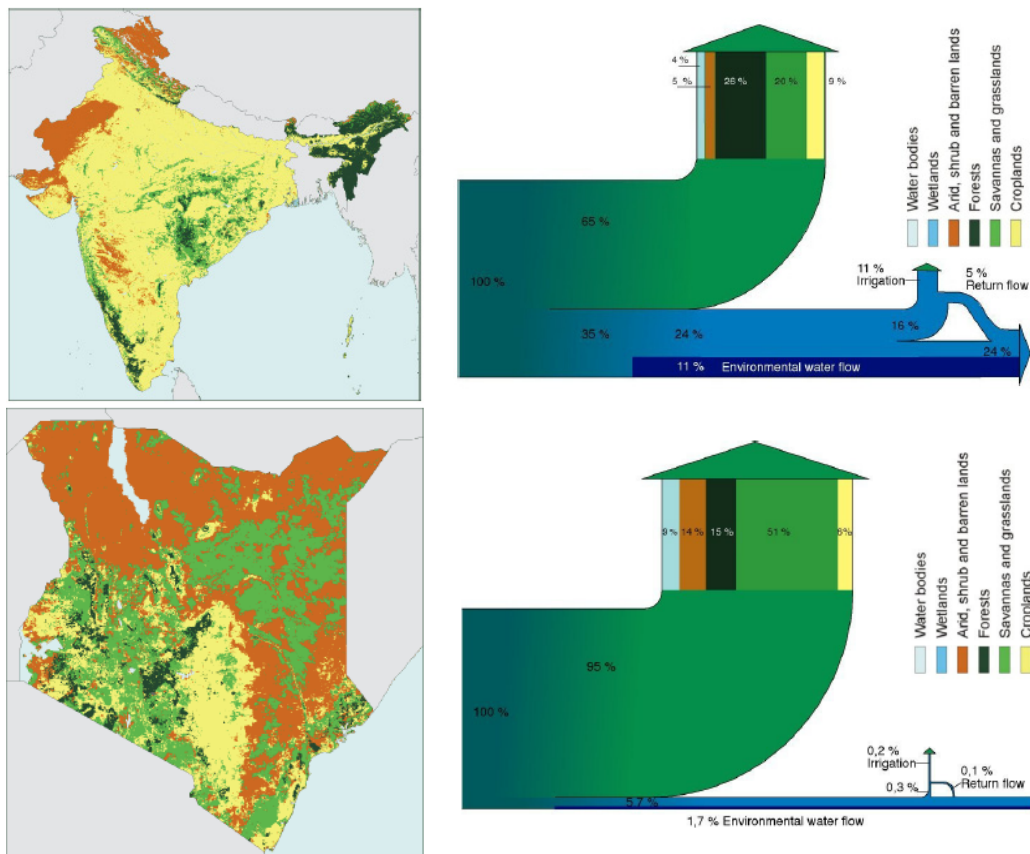 4 %
5 %
26 %
20 %
9 %
65 %
100 %
35 %
24 %
11 %
Irrigation
5 %
Return flow
16 %
24 %
11 %
Environmental water flow
Water bodies
Wetlands
Arid, shrub and barren lands
Forests
Savannas and grasslands
Croplands
9 %
14 %
15 %
51 %
6%
95 %
100 %
5.7 %
0,2 %
Irrigation
0,3 %
0,1 %
Return flow
1,7 % Environmental water flow
Water bodies
Wetlands
Arid, shrub and barren lands
Forests
Savannas and grasslands
Croplands